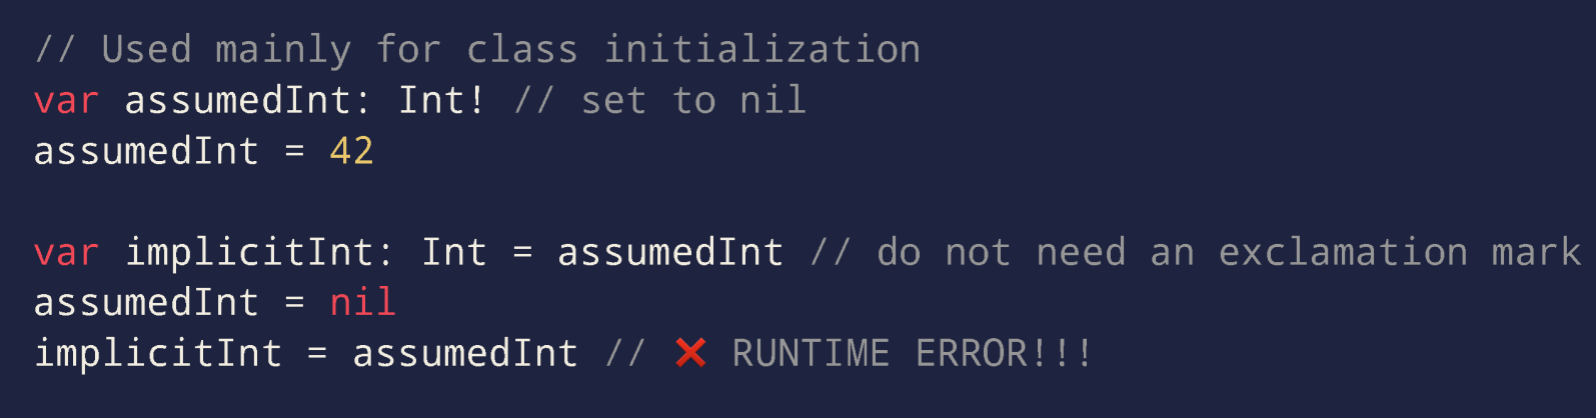 // Used mainly for class initialization
var assumedInt: Int! // set to nil
assumedInt = 42
var implicitInt: Int = assumedInt // do not need an exclamation mark
assumedInt = nil
implicitInt = assumedInt // ❌ RUNTIME ERROR!!!